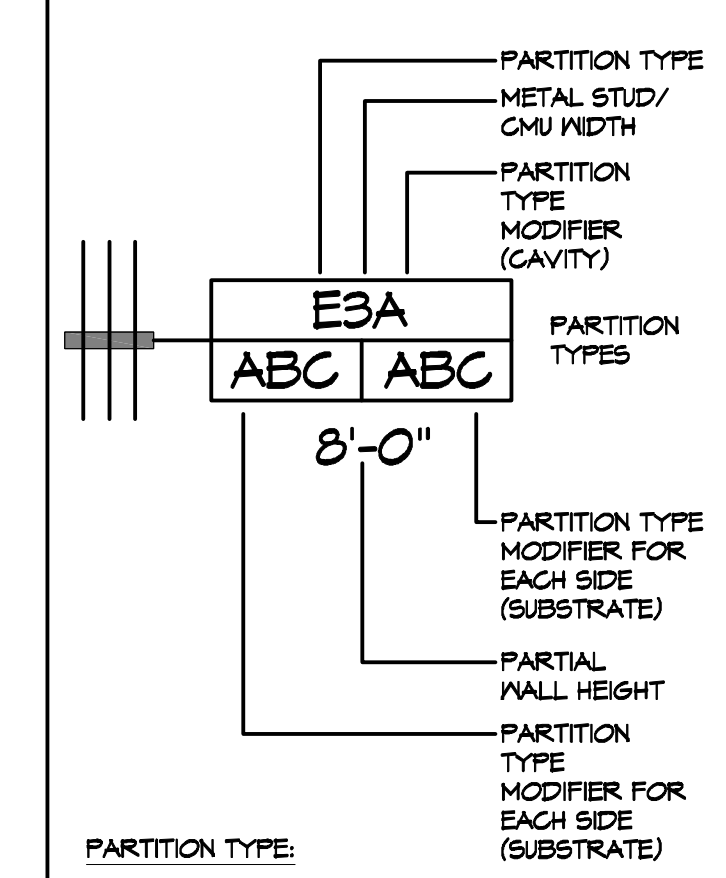 PARTITION TYPE
METAL STUD/
CMU WIDTH
PARTITION
TYPE
MODIFIER
(CAVITY)
E3A
ABC ABC
8'-0"
PARTITION
TYPES
PARTITION TYPE
MODIFIER FOR
EACH SIDE
(SUBSTRATE)
PARTIAL
WALL HEIGHT
PARTITION
TYPE
MODIFIER FOR
EACH SIDE
(SUBSTRATE)
PARTITION TYPE: